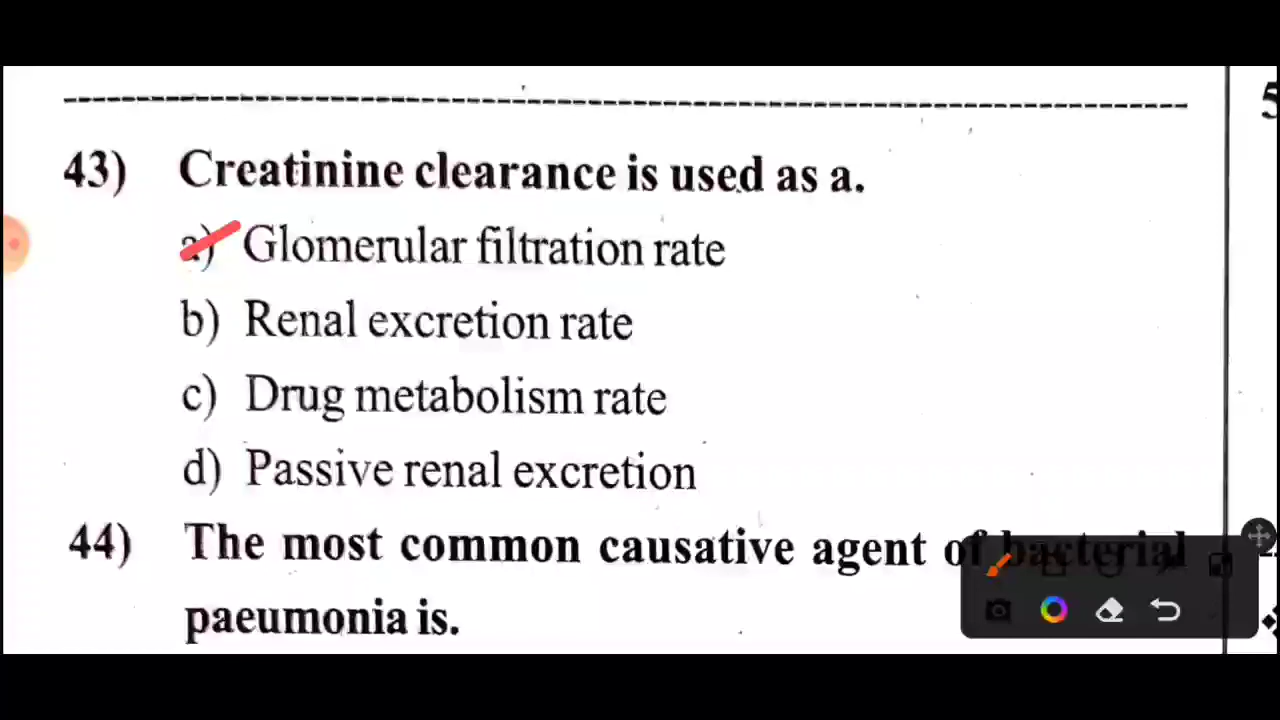 43) Creatinine clearance is used as a.
a) Glomerular filtration rate
b) Renal excretion rate
c) Drug metabolism rate
d) Passive renal excretion
44) The most common causative agent of bacterial
paeumonia is.
5